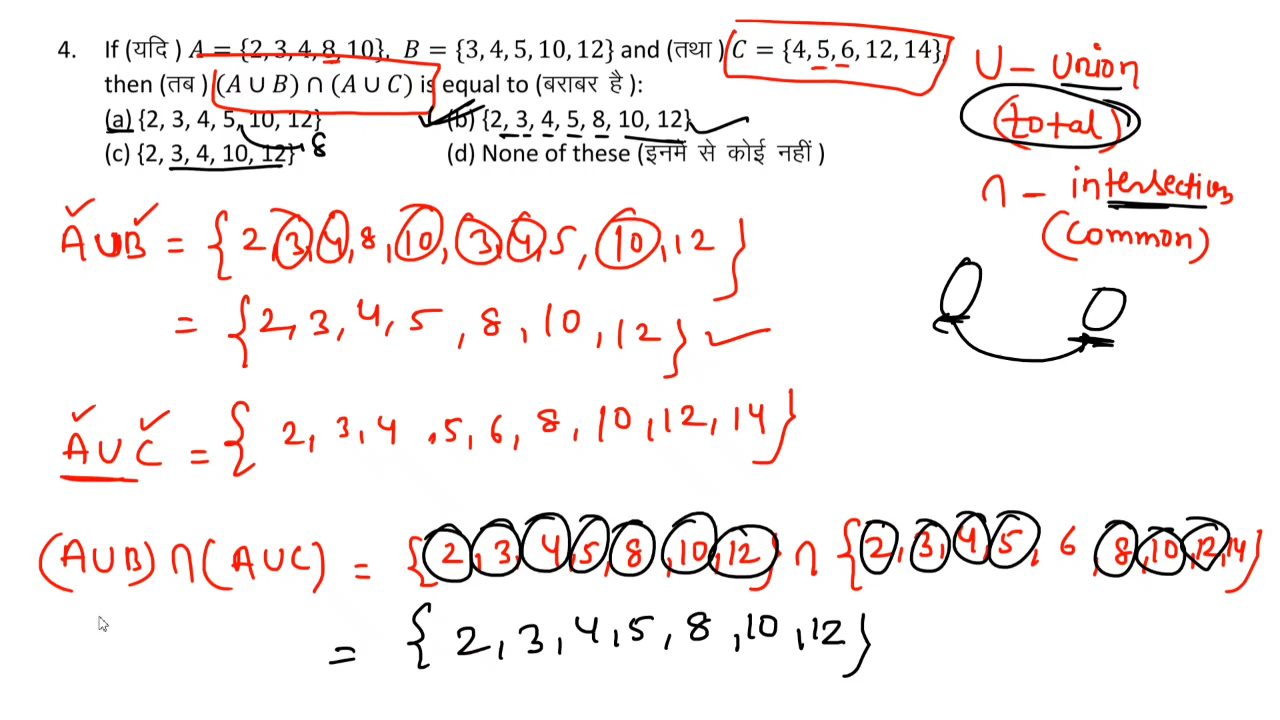 4. If (यदि ) A = {2, 3, 4, 8, 10}, B = {3, 4, 5, 10, 12} and (तथा ) C = {4, 5, 6, 12, 14},
then (तब ) (A ∪ B) ∩ (A ∪ C) is equal to (बराबर है ):
(a) {2, 3, 4, 5, 10, 12} (b) {2, 3, 4, 5, 8, 10, 12}
8
(c) {2, 3, 4, 10, 12} (d) None of these (इनमें से कोई नहीं )
U - Union
(total)
∩ - intersection
(Common)
A∪B = {2,3,4,8,10,3,4,5,10,12}
= {2,3,4,5,8,10,12}
A∪C = {2,3,4,5,6,8,10,12,14}
(A∪B)∩(A∪C) = {2,3,4,5,8,10,12} ∩ {2,3,4,5,6,8,10,12,14}
= {2,3,4,5,8,10,12}